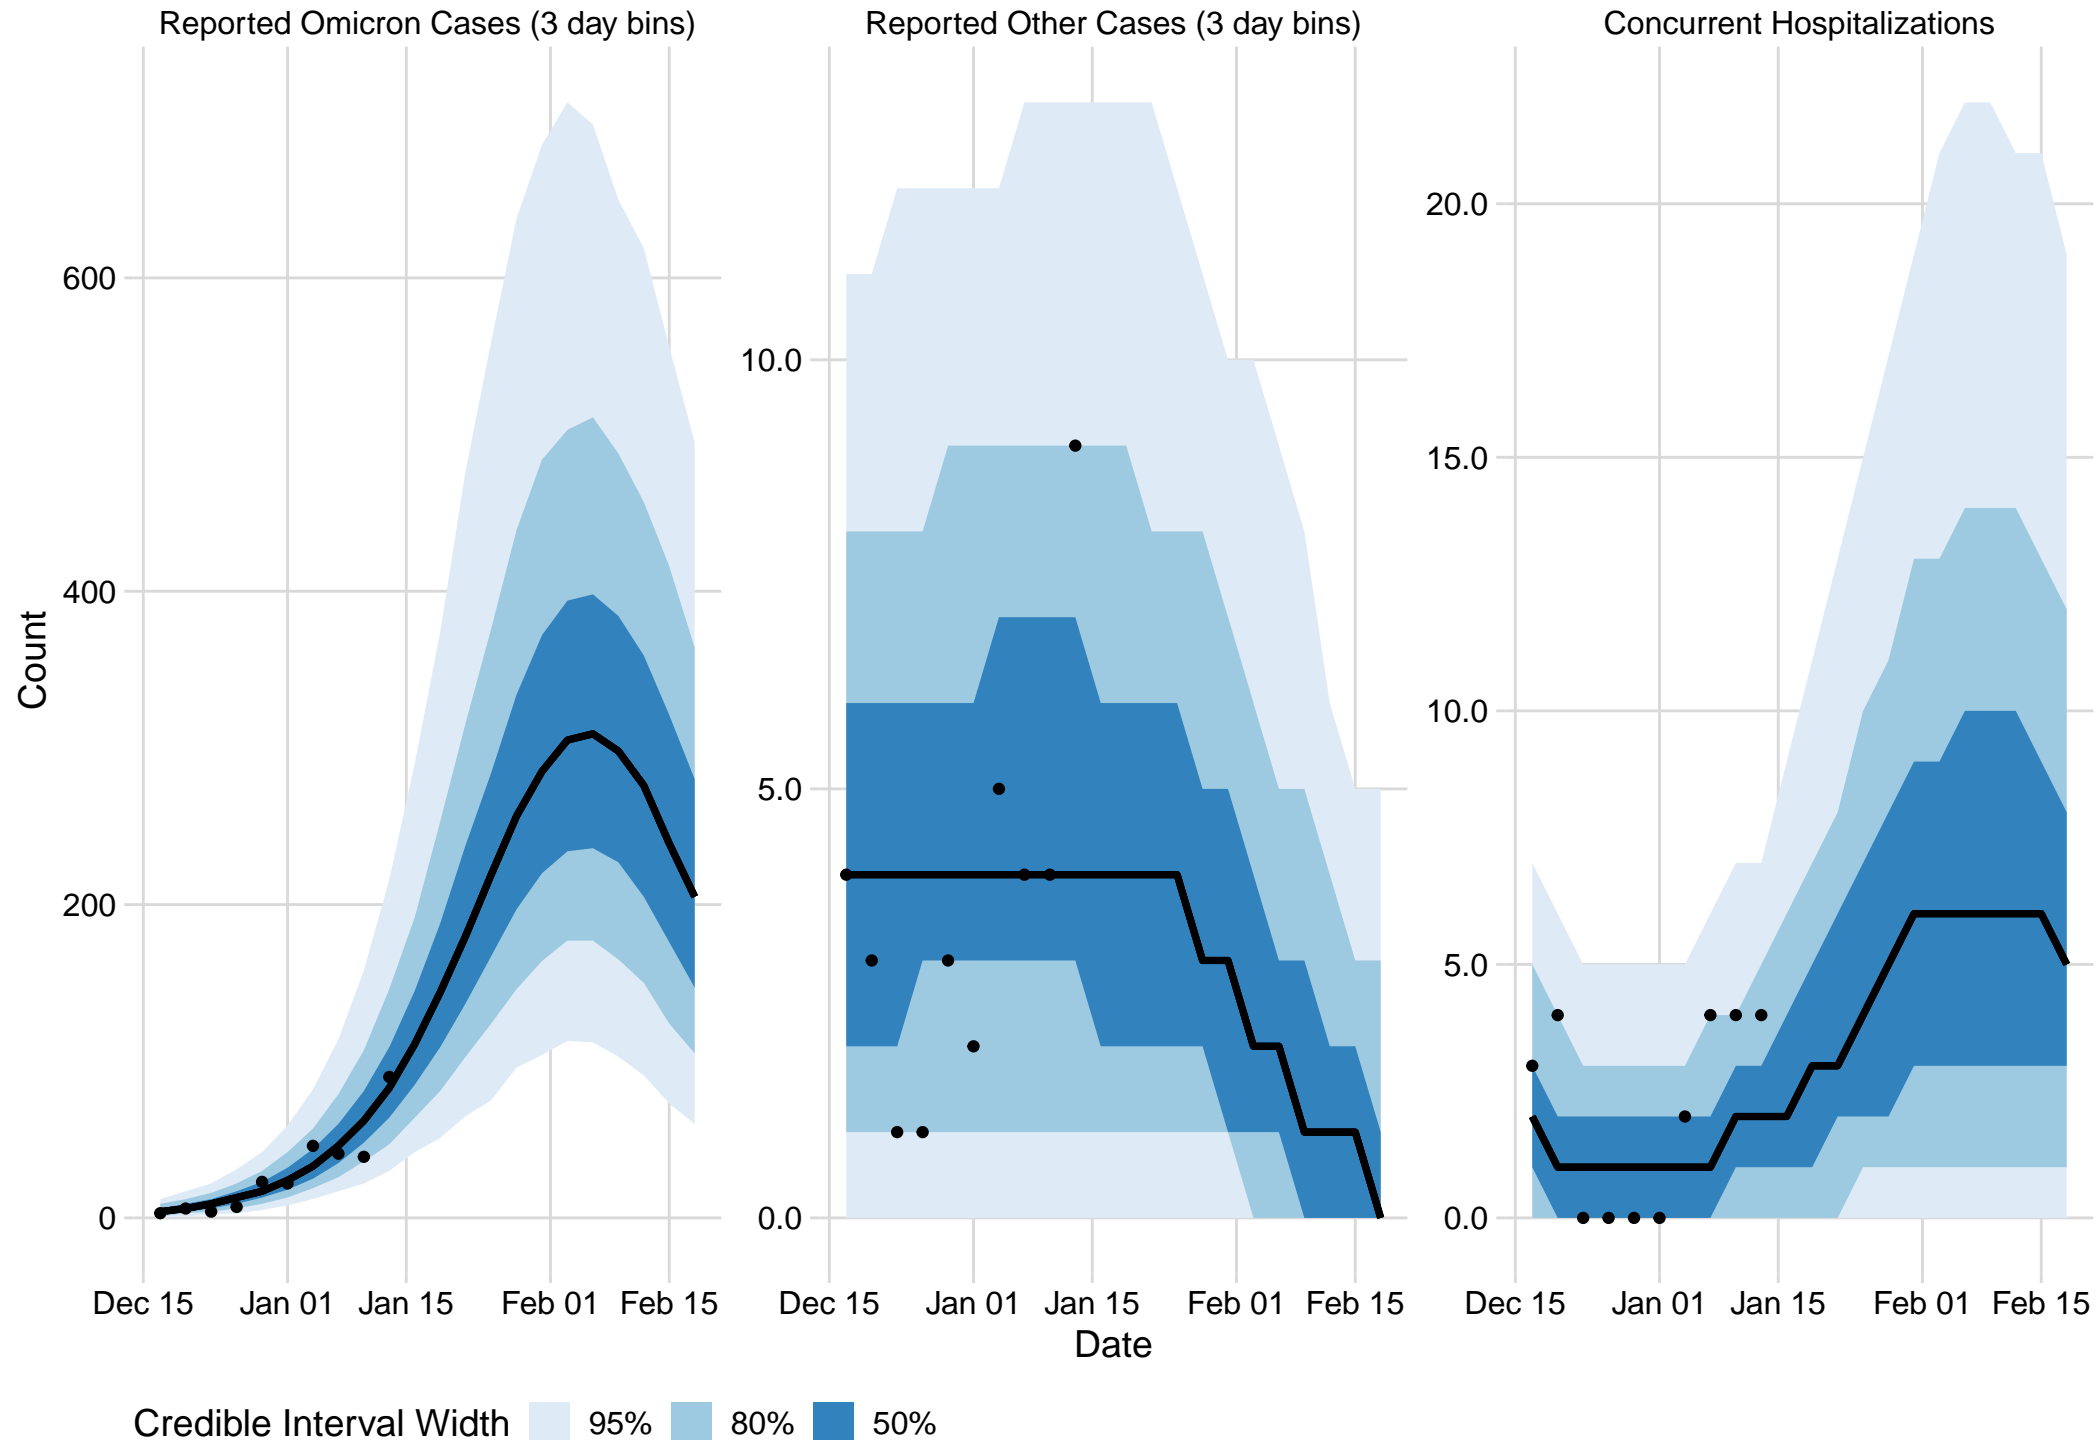 Reported Omicron Cases (3 day bins)
Reported Other Cases (3 day bins)
Concurrent Hospitalizations
Count
600
400
200
0
10.0
5.0
0.0
20.0
15.0
10.0
5.0
0.0
Dec 15 Jan 01 Jan 15 Feb 01 Feb 15
Dec 15 Jan 01 Jan 15 Feb 01 Feb 15
Dec 15 Jan 01 Jan 15 Feb 01 Feb 15
Date
Credible Interval Width 95% 80% 50%